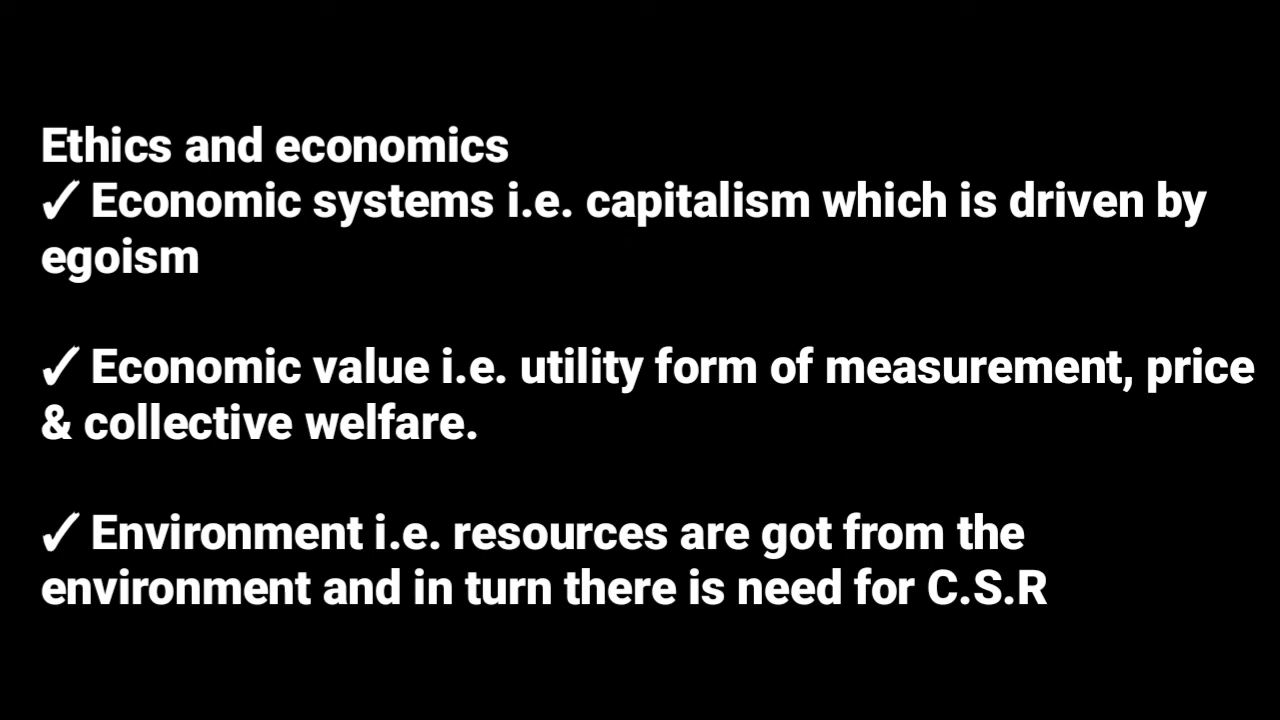 Ethics and economics
✓ Economic systems i.e. capitalism which is driven by
egoism
✓ Economic value i.e. utility form of measurement, price
& collective welfare.
✓ Environment i.e. resources are got from the
environment and in turn there is need for C.S.R